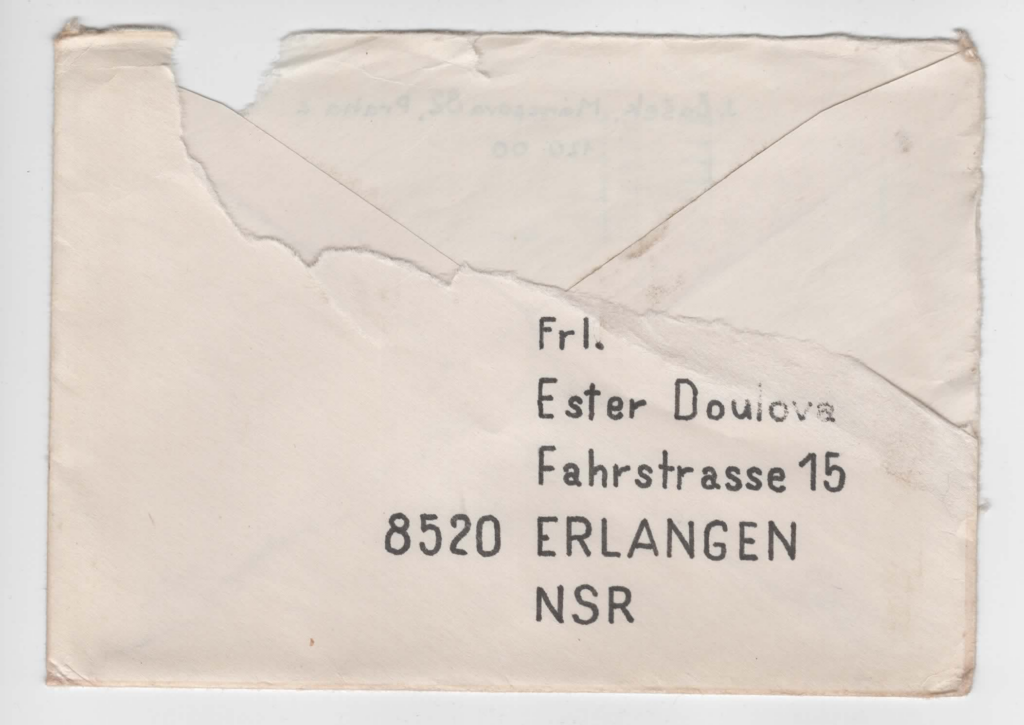 Frl.
Ester Doulova
Fahrstrasse 15
8520 ERLANGEN
NSR